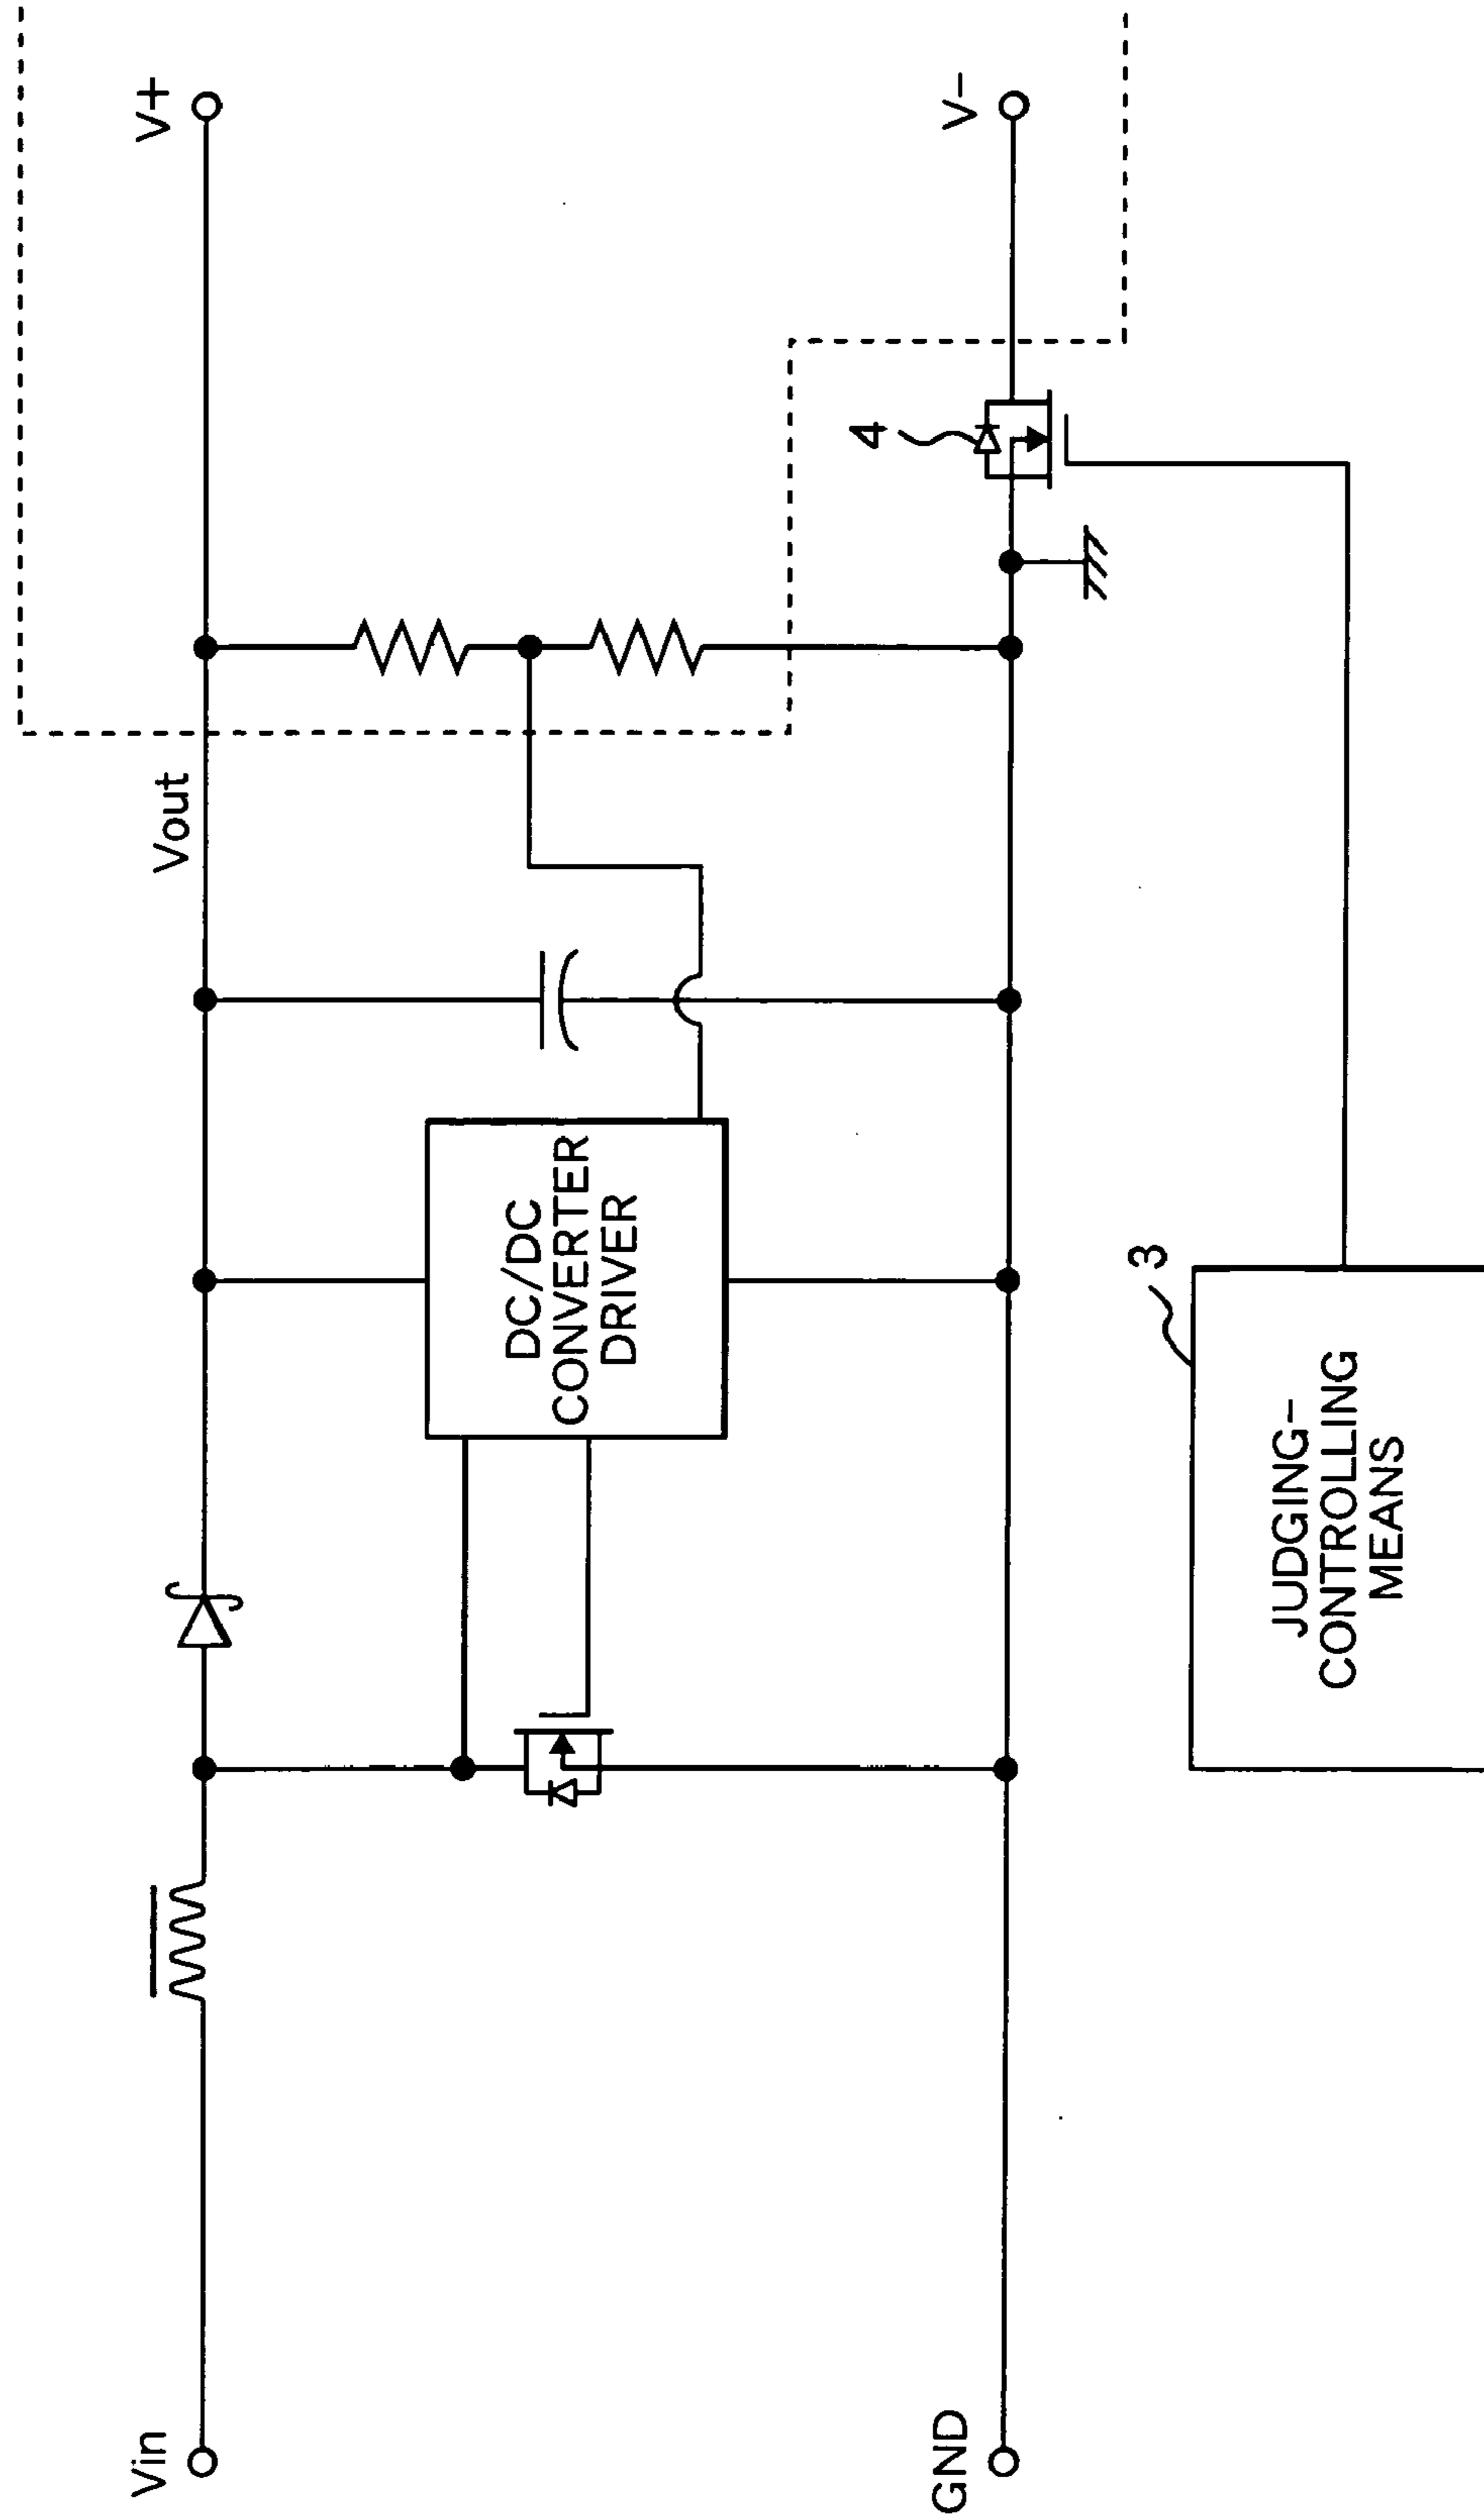 Vin
Vout
V+
DC/DC
CONVERTER
DRIVER
4
GND
V-
3
JUDGING-
CONTROLLING
MEANS